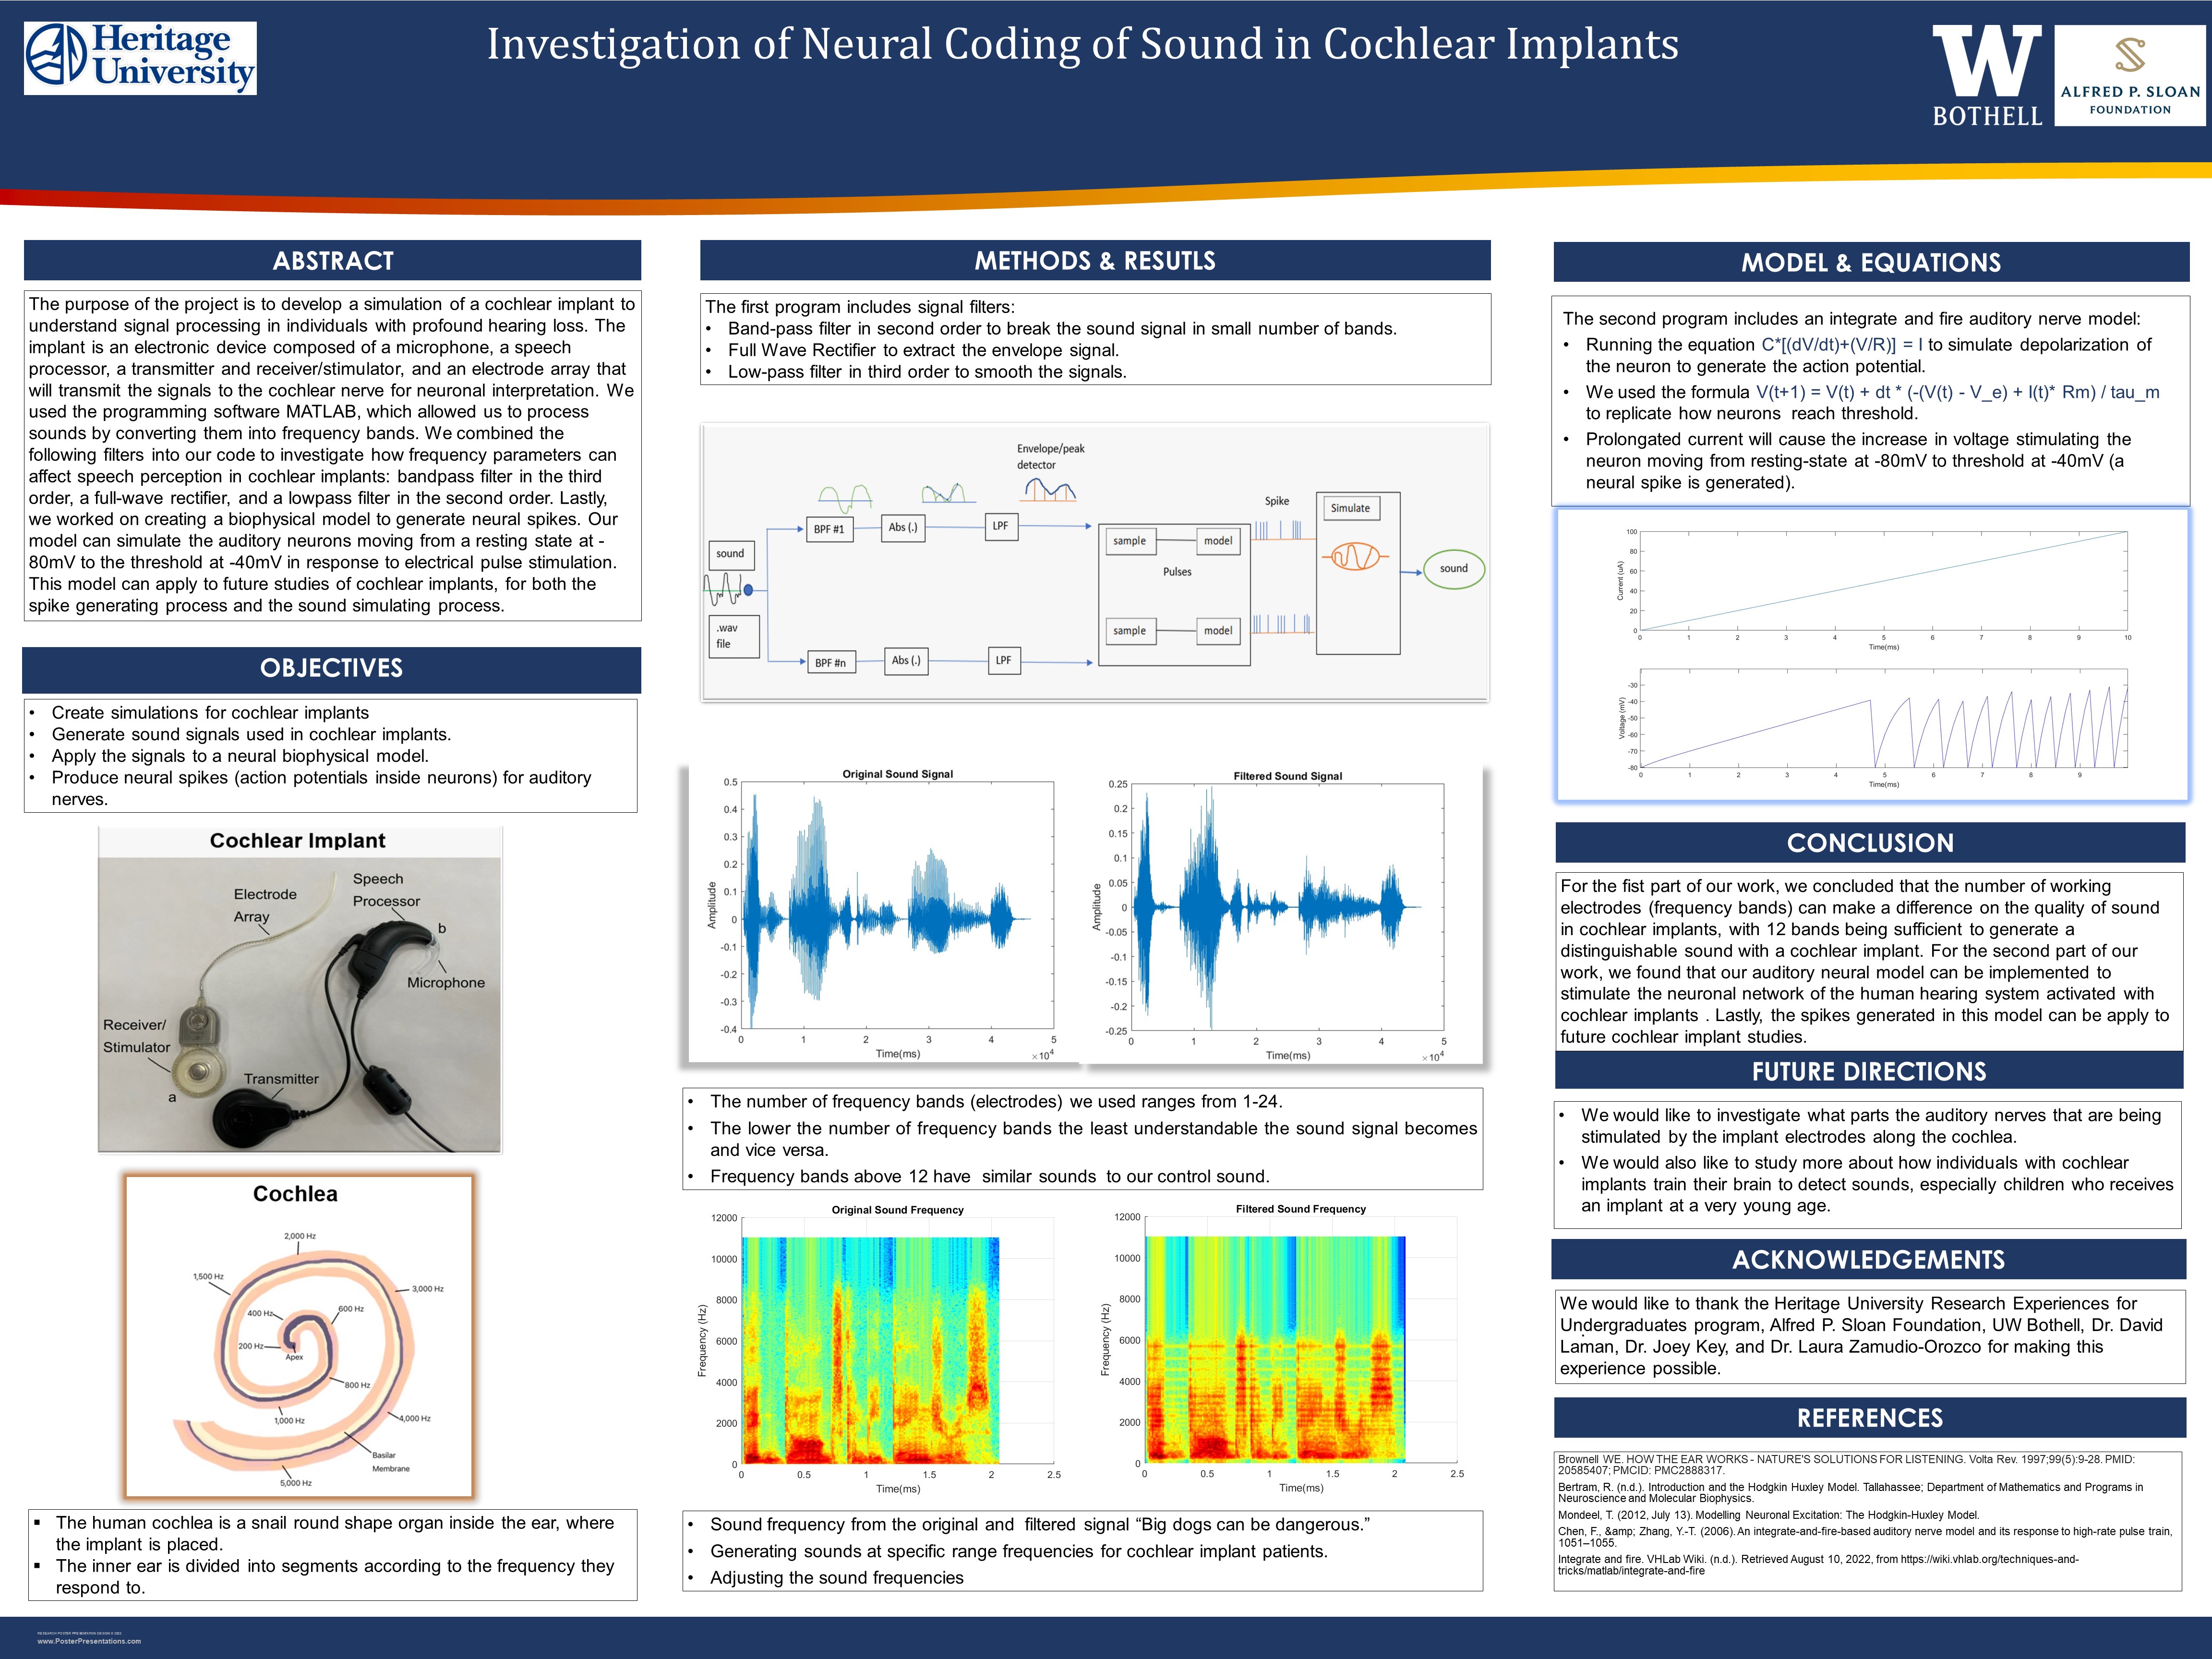 Heritage
University
Investigation of Neural Coding of Sound in Cochlear Implants
W
BOTHELL
ALFRED P. SLOAN
FOUNDATION
ABSTRACT
The purpose of the project is to develop a simulation of a cochlear implant to
understand signal processing in individuals with profound hearing loss. The
implant is an electronic device composed of a microphone, a speech
processor, a transmitter and receiver/stimulator, and an electrode array that
will transmit the signals to the cochlear nerve for neuronal interpretation. We
used the programming software MATLAB, which allowed us to process
sounds by converting them into frequency bands. We combined the
following filters into our code to investigate how frequency parameters can
affect speech perception in cochlear implants: bandpass filter in the third
order, a full-wave rectifier, and a lowpass filter in the second order. Lastly,
we worked on creating a biophysical model to generate neural spikes. Our
model can simulate the auditory neurons moving from a resting state at -
80mV to the threshold at -40mV in response to electrical pulse stimulation.
This model can apply to future studies of cochlear implants, for both the
spike generating process and the sound simulating process.
OBJECTIVES
• Create simulations for cochlear implants
• Generate sound signals used in cochlear implants.
• Apply the signals to a neural biophysical model.
• Produce neural spikes (action potentials inside neurons) for auditory
nerves.
Cochlear Implant
Electrode
Array
Speech
Processor
b
Microphone
Receiver/
Stimulator
Transmitter
a
Cochlea
2,000 Hz
1,500 Hz
3,000 Hz
400 Hz
600 Hz
200 Hz
Apex
800 Hz
1,000 Hz
4,000 Hz
Basilar
Membrane
5,000 Hz
▪ The human cochlea is a snail round shape organ inside the ear, where
the implant is placed.
▪ The inner ear is divided into segments according to the frequency they
respond to.
METHODS & RESUTLS
The first program includes signal filters:
• Band-pass filter in second order to break the sound signal in small number of bands.
• Full Wave Rectifier to extract the envelope signal.
• Low-pass filter in third order to smooth the signals.
Envelope/peak
detector
BPF #1
Abs (.)
LPF
sound
.wav
file
BPF #n
Abs (.)
LPF
sample
model
Pulses
sample
model
Spike
Simulate
sound
Original Sound Signal
0.5
0.4
0.3
0.2
0.1
0
-0.1
-0.2
-0.3
-0.4
Amplitude
0 1 2 3 4 5
Time(ms)
×10⁴
Filtered Sound Signal
0.25
0.2
0.15
0.1
0.05
0
-0.05
-0.1
-0.15
-0.2
-0.25
Amplitude
0 1 2 3 4 5
Time(ms)
×10⁴
• The number of frequency bands (electrodes) we used ranges from 1-24.
• The lower the number of frequency bands the least understandable the sound signal becomes
and vice versa.
• Frequency bands above 12 have similar sounds to our control sound.
Original Sound Frequency
12000
10000
8000
6000
4000
2000
0
Frequency (Hz)
0 0.5 1 1.5 2 2.5
Time(ms)
Filtered Sound Frequency
12000
10000
8000
6000
4000
2000
0
Frequency (Hz)
0 0.5 1 1.5 2 2.5
Time(ms)
• Sound frequency from the original and filtered signal “Big dogs can be dangerous.”
• Generating sounds at specific range frequencies for cochlear implant patients.
• Adjusting the sound frequencies
MODEL & EQUATIONS
The second program includes an integrate and fire auditory nerve model:
• Running the equation C*[(dV/dt)+(V/R)] = I to simulate depolarization of
the neuron to generate the action potential.
• We used the formula V(t+1) = V(t) + dt * (-(V(t) - V_e) + I(t)* Rm) / tau_m
to replicate how neurons reach threshold.
• Prolongated current will cause the increase in voltage stimulating the
neuron moving from resting-state at -80mV to threshold at -40mV (a
neural spike is generated).
100
80
60
40
20
0
Current (uA)
0 1 2 3 4 5 6 7 8 9 10
Time(ms)
-30
-40
-50
-60
-70
-80
Voltage (mV)
0 1 2 3 4 5 6 7 8 9
Time(ms)
CONCLUSION
For the fist part of our work, we concluded that the number of working
electrodes (frequency bands) can make a difference on the quality of sound
in cochlear implants, with 12 bands being sufficient to generate a
distinguishable sound with a cochlear implant. For the second part of our
work, we found that our auditory neural model can be implemented to
stimulate the neuronal network of the human hearing system activated with
cochlear implants . Lastly, the spikes generated in this model can be apply to
future cochlear implant studies.
FUTURE DIRECTIONS
• We would like to investigate what parts the auditory nerves that are being
stimulated by the implant electrodes along the cochlea.
• We would also like to study more about how individuals with cochlear
implants train their brain to detect sounds, especially children who receives
an implant at a very young age.
ACKNOWLEDGEMENTS
We would like to thank the Heritage University Research Experiences for
Undergraduates program, Alfred P. Sloan Foundation, UW Bothell, Dr. David
Laman, Dr. Joey Key, and Dr. Laura Zamudio-Orozco for making this
experience possible.
REFERENCES
Brownell WE. HOW THE EAR WORKS - NATURE'S SOLUTIONS FOR LISTENING. Volta Rev. 1997;99(5):9-28. PMID:
20585407; PMCID: PMC2888317.
Bertram, R. (n.d.). Introduction and the Hodgkin Huxley Model. Tallahassee; Department of Mathematics and Programs in
Neuroscience and Molecular Biophysics.
Mondeel, T. (2012, July 13). Modelling Neuronal Excitation: The Hodgkin-Huxley Model.
Chen, F., &amp; Zhang, Y.-T. (2006). An integrate-and-fire-based auditory nerve model and its response to high-rate pulse train,
1051–1055.
Integrate and fire. VHLab Wiki. (n.d.). Retrieved August 10, 2022, from https://wiki.vhlab.org/techniques-and-
tricks/matlab/integrate-and-fire
RESEARCH POSTER PRESENTATION DESIGN © 2022
www.PosterPresentations.com